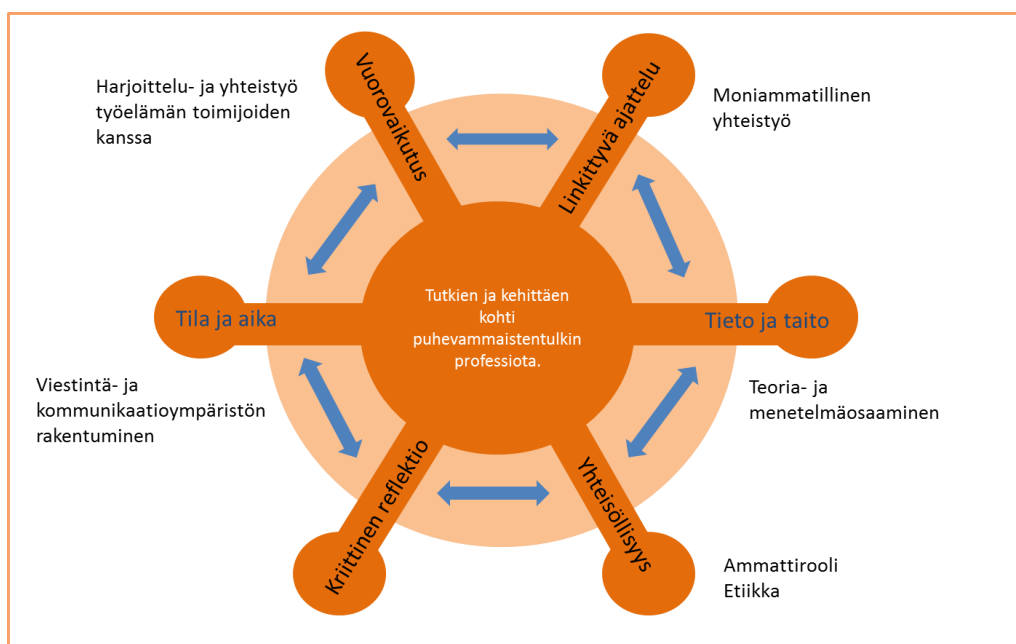 Harjoittelu- ja yhteistyö
työelämän toimijoiden
kanssa
Vuorovaikutus
Linkittyvä ajattelu
Moniammatillinen
yhteistyö
Tila ja aika
Tutkien ja kehittäen
kohti
puhevammaistentulkin
professiota.
Tieto ja taito
Viestintä- ja
kommunikaatioympäristön
rakentuminen
Teoria- ja
menetelmäosaaminen
Kriittinen reflektio
Yhteisöllisyys
Ammattirooli
Etiikka